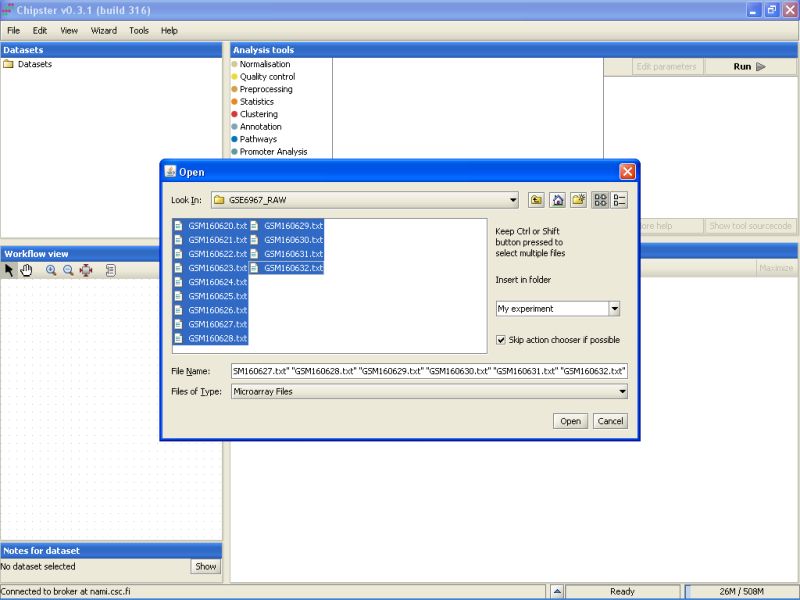 Chipster v0.3.1 (build 316)
File Edit View Wizard Tools Help
Datasets
Datasets
Analysis tools
Normalisation
Quality control
Preprocessing
Statistics
Clustering
Annotation
Pathways
Promoter Analysis
Edit parameters
Run
Open
Look In:
GSE6967_RAW
GSM160620.txt GSM160629.txt
GSM160621.txt GSM160630.txt
GSM160622.txt GSM160631.txt
GSM160623.txt GSM160632.txt
GSM160624.txt
GSM160625.txt
GSM160626.txt
GSM160627.txt
GSM160628.txt
Keep Ctrl or Shift
button pressed to
select multiple files
Insert in folder
My experiment
Skip action chooser if possible
File Name:
SM160627.txt" "GSM160628.txt" "GSM160629.txt" "GSM160630.txt" "GSM160631.txt" "GSM160632.txt"
Files of Type:
Microarray Files
Open
Cancel
ore help
Show tool sourcecode
Workflow view
Maximize
Notes for dataset
No dataset selected
Show
Connected to broker at nami.csc.fi
Ready
26M / 508M